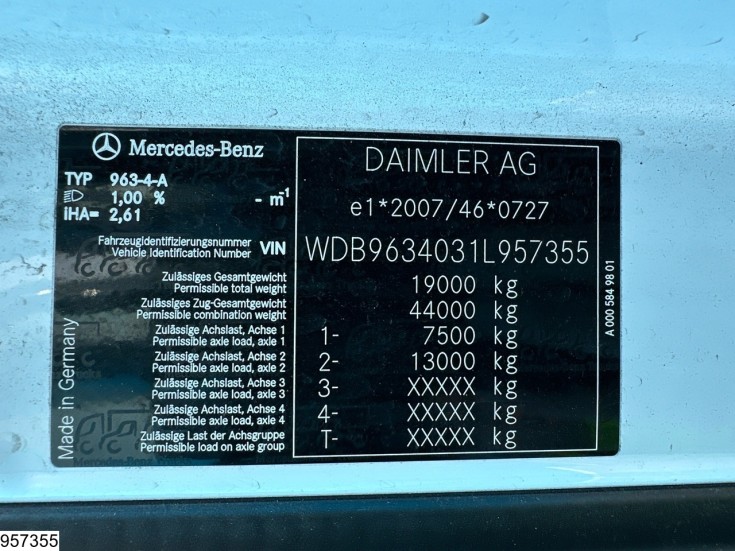 Mercedes-Benz
TYP 963-4-A
1,00 % - m⁻¹
iHA= 2,61
Fahrzeugidentifizierungsnummer
Vehicle Identification Number VIN
DAIMLER AG
e1*2007/46*0727
WDB9634031L957355
Zulässiges Gesamtgewicht
Permissible total weight 19000 kg
Zulässiges Zug-Gesamtgewicht
Permissible combination weight 44000 kg
Zulässige Achslast, Achse 1
Permissible axle load, axle 1 1- 7500 kg
Zulässige Achslast, Achse 2
Permissible axle load, axle 2 2- 13000 kg
Zulässige Achslast, Achse 3
Permissible axle load, axle 3 3- XXXXX kg
Zulässige Achslast, Achse 4
Permissible axle load, axle 4 4- XXXXX kg
Zulässige Last der Achsgruppe
Permissible load on axle group T- XXXXX kg
Made in Germany
A 000 584 98 01
Mercedes-Benz
957355